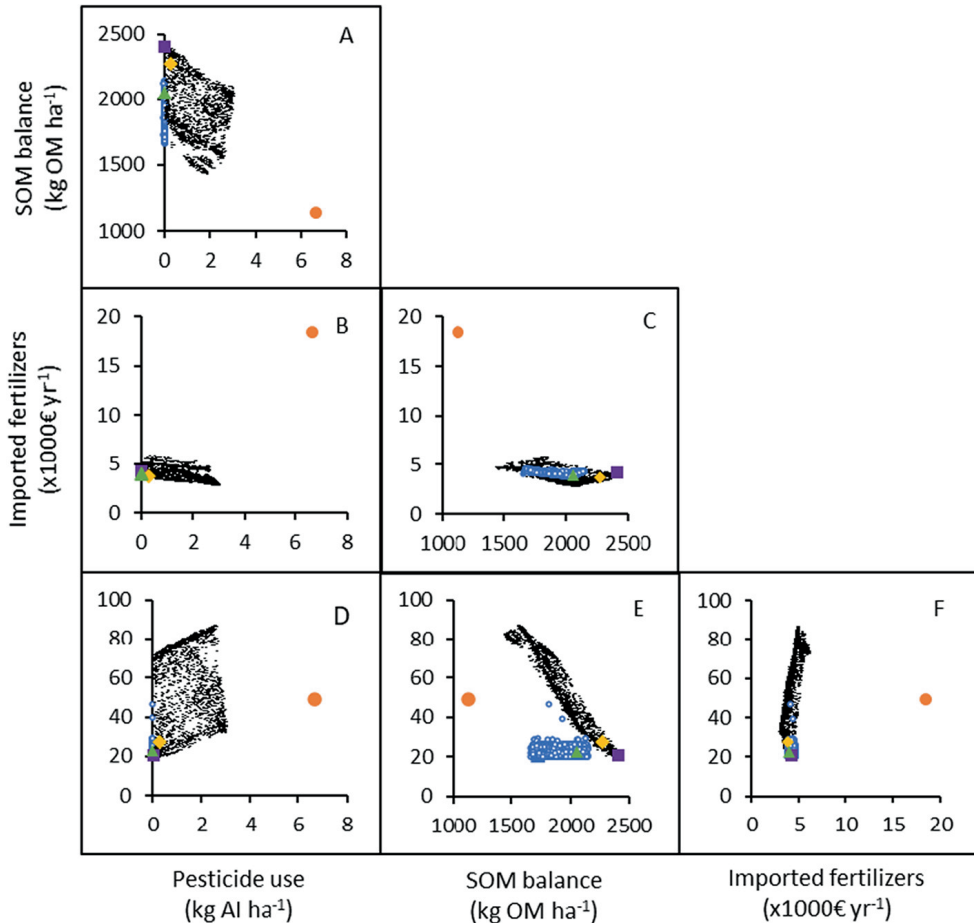 A
2500
2000
1500
1000
0 2 4 6 8
SOM balance
(kg OM ha⁻¹)
B
20
15
10
5
0
0 3 6 9
Imported fertilizers
(x1000€ yr⁻¹)
C
20
15
10
5
0
1000 1500 2000 2500
D
100
80
60
40
20
0
0 2 4 6 8
E
100
80
60
40
20
0
1000 1500 2000 2500
F
100
80
60
40
20
0
0 5 10 15 20
Pesticide use
(kg AI ha⁻¹)
SOM balance
(kg OM ha⁻¹)
Imported fertilizers
(x1000€ yr⁻¹)